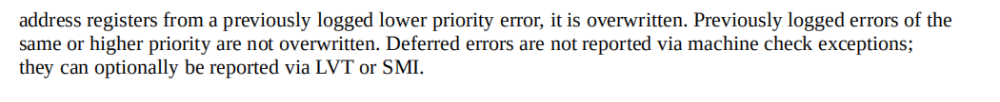 address registers from a previously logged lower priority error, it is overwritten. Previously logged errors of the
same or higher priority are not overwritten. Deferred errors are not reported via machine check exceptions;
they can optionally be reported via LVT or SMI.